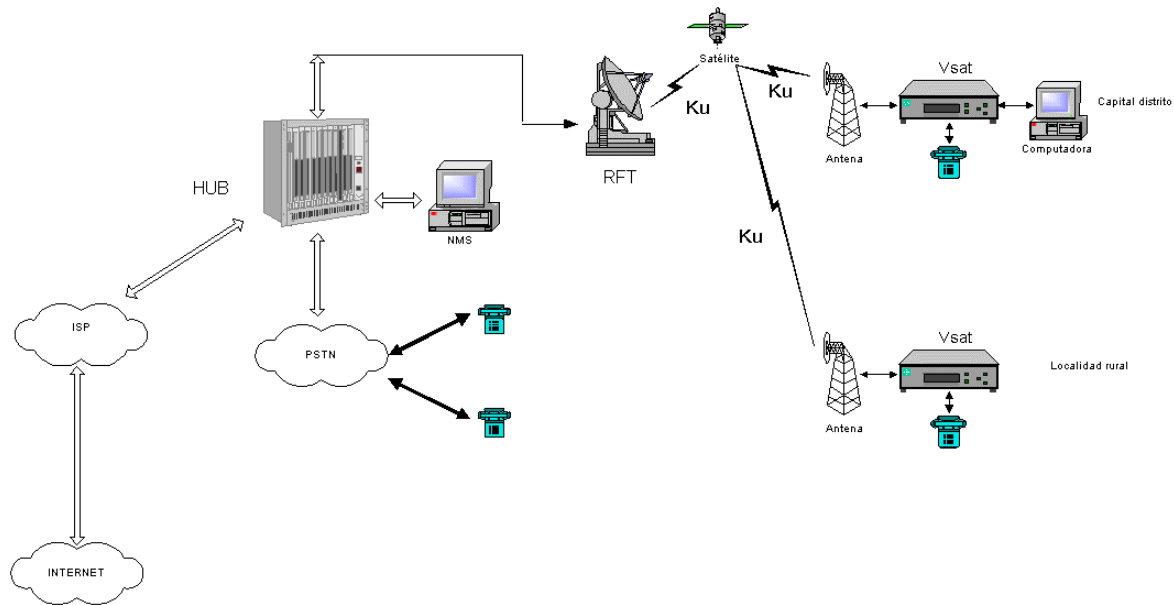 Satélite
Vsat
Ku
Ku
Capital distrito
Antena
Computadora
RFT
HUB
NMS
Ku
ISP
PSTN
Vsat
Localidad rural
Antena
INTERNET